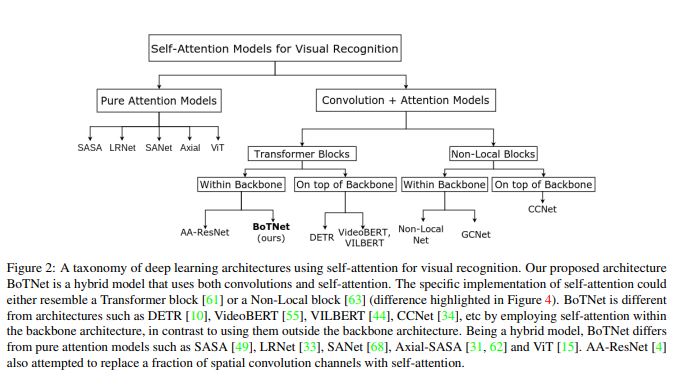 Self-Attention Models for Visual Recognition
Pure Attention Models
Convolution + Attention Models
SASA LRNet SANet Axial ViT
Transformer Blocks
Non-Local Blocks
Within Backbone
On top of Backbone
Within Backbone
On top of Backbone
AA-ResNet
BoTNet
(ours)
DETR
VideoBERT,
VILBERT
Non-Local
Net
GCNet
CCNet
Figure 2: A taxonomy of deep learning architectures using self-attention for visual recognition. Our proposed architecture
BoTNet is a hybrid model that uses both convolutions and self-attention. The specific implementation of self-attention could
either resemble a Transformer block [61] or a Non-Local block [63] (difference highlighted in Figure 4). BoTNet is different
from architectures such as DETR [10], VideoBERT [55], VILBERT [44], CCNet [34], etc by employing self-attention within
the backbone architecture, in contrast to using them outside the backbone architecture. Being a hybrid model, BoTNet differs
from pure attention models such as SASA [49], LRNet [33], SANet [68], Axial-SASA [31, 62] and ViT [15]. AA-ResNet [4]
also attempted to replace a fraction of spatial convolution channels with self-attention.